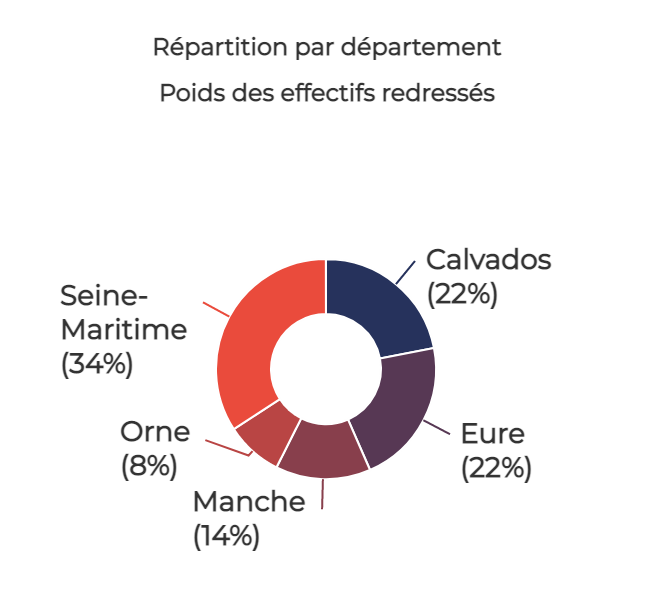 Répartition par département
Poids des effectifs redressés
Calvados
(22%)
Seine-
Maritime
(34%)
Orne
(8%)
Eure
(22%)
Manche
(14%)